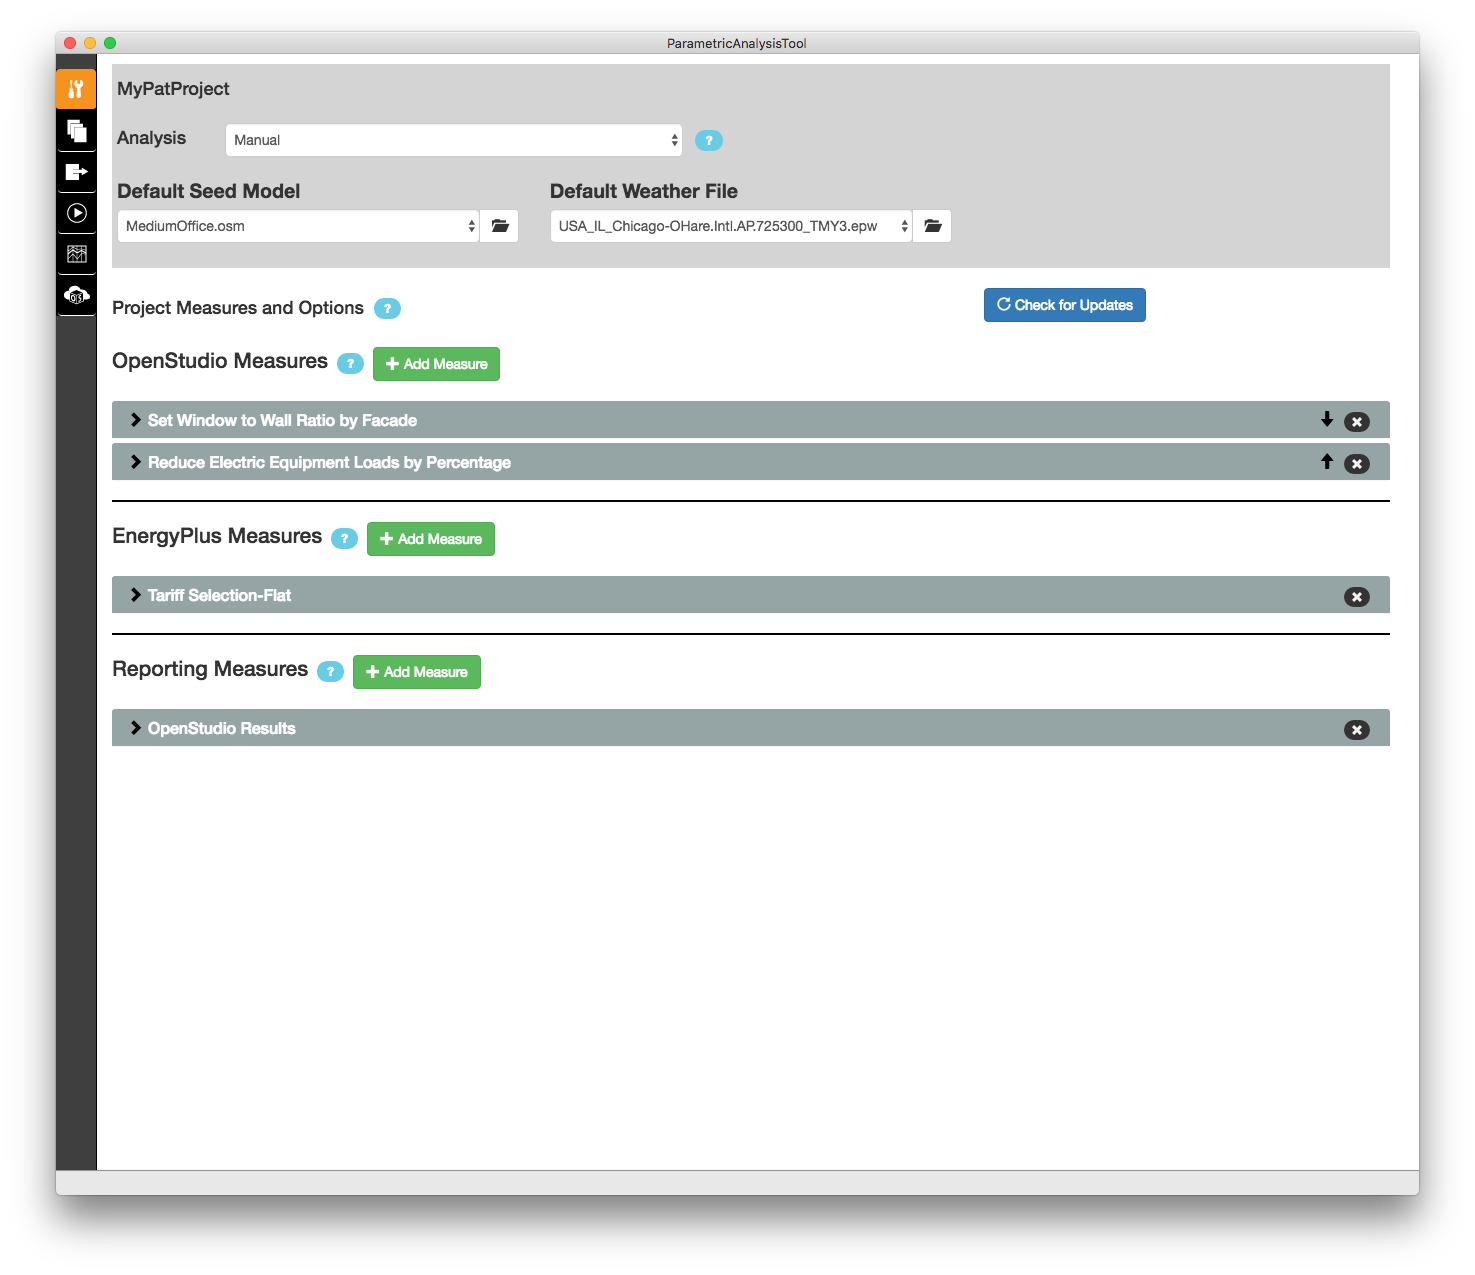 ParametricAnalysisTool
MyPatProject
Analysis Manual ?
Default Seed Model Default Weather File
MediumOffice.osm USA_IL_Chicago-OHare.Intl.AP.725300_TMY3.epw
Project Measures and Options ? Check for Updates
OpenStudio Measures ? Add Measure
Set Window to Wall Ratio by Facade
Reduce Electric Equipment Loads by Percentage
EnergyPlus Measures ? Add Measure
Tariff Selection-Flat
Reporting Measures ? Add Measure
OpenStudio Results